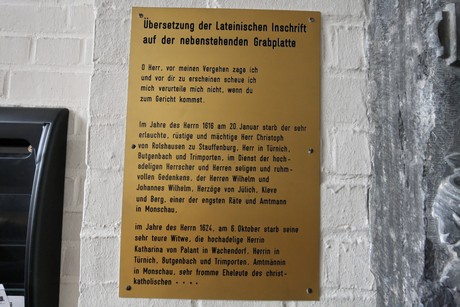 Übersetzung der Lateinischen Inschrift
auf der nebenstehenden Grabplatte
O Herr, vor meinen Vergehen zage ich
und vor dir zu erscheinen scheue ich
mich verurteile mich nicht, wenn du
zum Gericht kommst.
Im Jahre des Herrn 1616 am 20. Januar starb der sehr
erlauchte, rüstige und mächtige Herr Christoph
von Rolshausen zu Stauffenburg, Herr in Türnich,
Butgenbach und Trimporten, im Dienst der hoch-
adeligen Herrscher und Herren seligen und ruhm-
vollen Gedenkens, der Herren Wilhelm und
Johannes Wilhelm, Herzöge von Jülich, Kleve
und Berg, einer der engsten Räte und Amtmann
in Monschau,
im Jahre des Herrn 1624, am 6. Oktober starb seine
sehr teure Witwe, die hochadelige Herrin
Katharina von Palant in Wachendorf, Herrin in
Türnich, Butgenbach und Trimporten, Amtmännin
in Monschau, sehr fromme Eheleute des christ-
katholischen - - - -